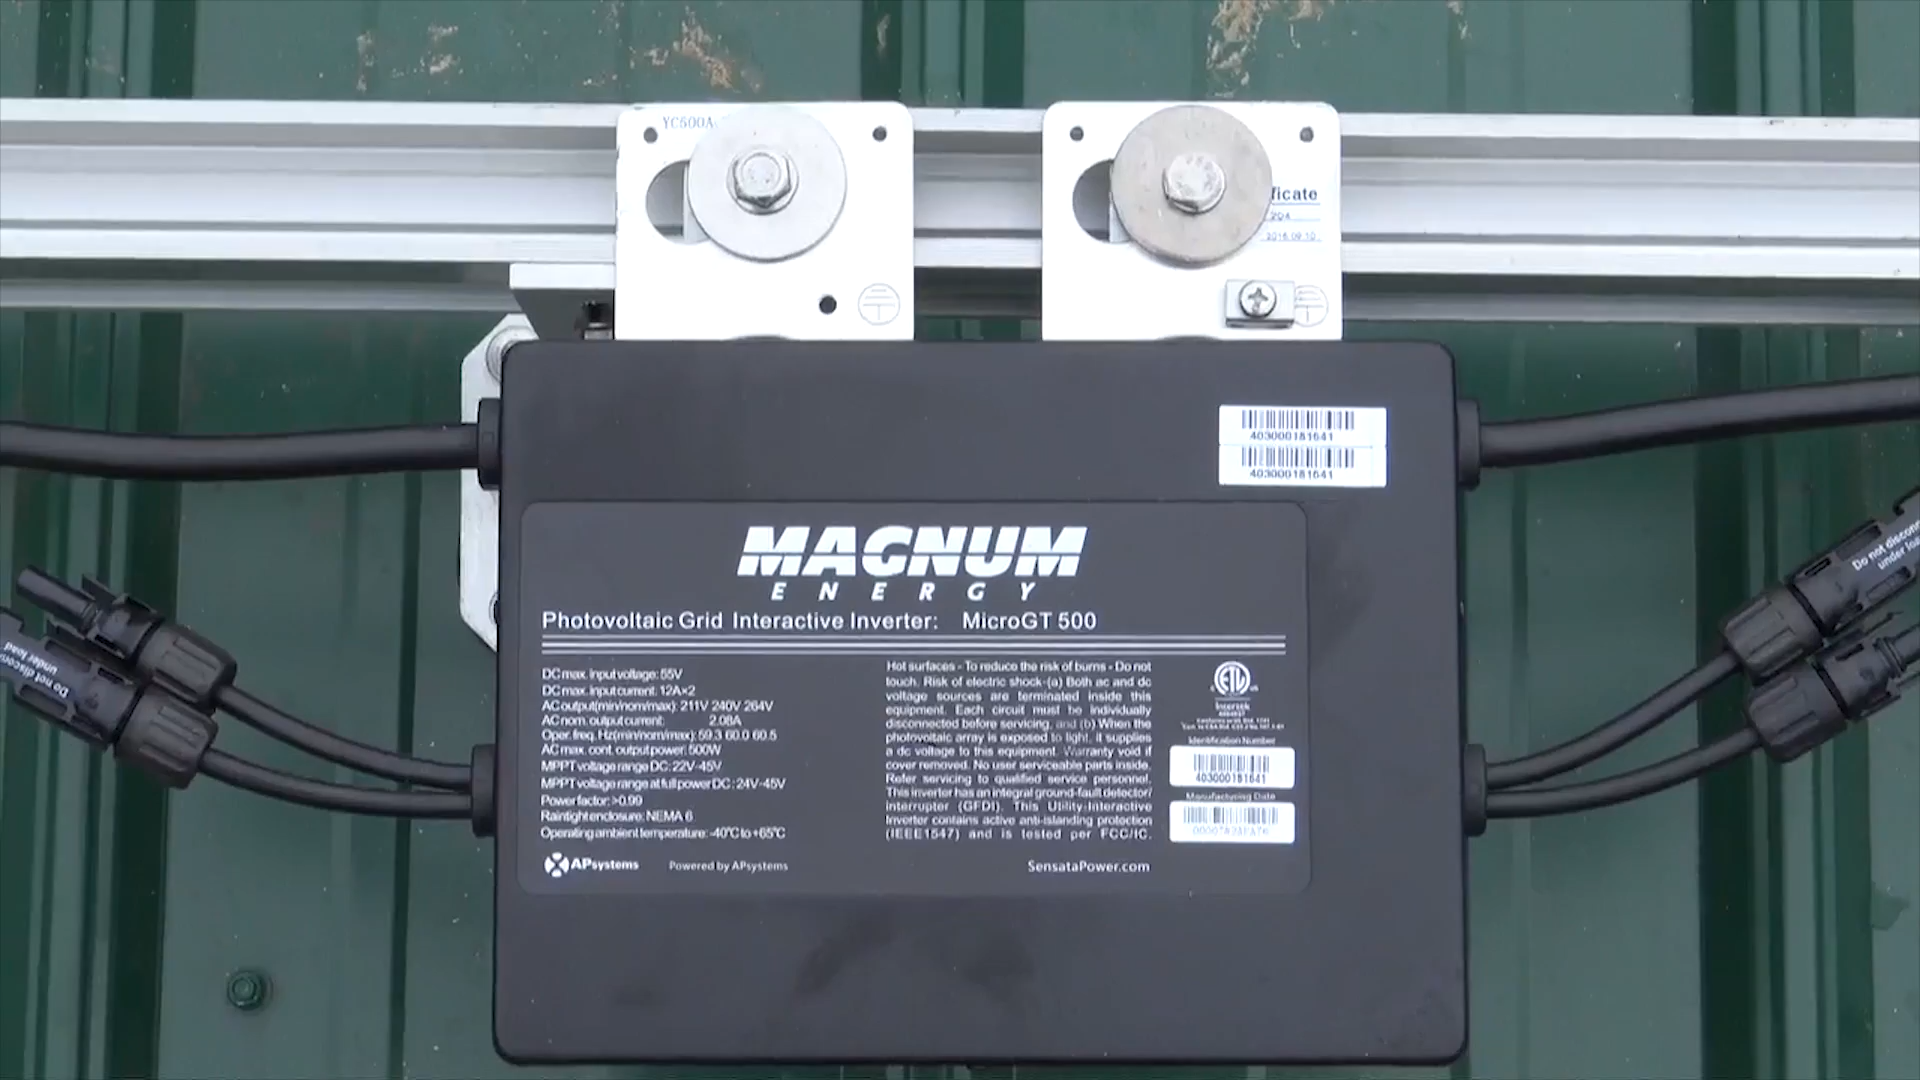 YC500A
ficate
204
2016.09.10
403000181641
403000181641
MAGNUM
ENERGY
Photovoltaic Grid Interactive Inverter: MicroGT 500
DC max. input voltage: 55V
DC max. input current: 12A×2
AC output(min/nom/max): 211V 240V 264V
AC nom. output current: 2.08A
Oper. freq. Hz(min/nom/max): 59.3 60.0 60.5
AC max. cont. output power: 500W
MPPT voltage range DC: 22V-45V
MPPT voltage range at full power DC: 24V-45V
Power factor: >0.99
Raintight enclosure: NEMA 6
Operating ambient temperature: -40℃ to +65℃
APsystems
Powered by APsystems
Hot surfaces - To reduce the risk of burns - Do not
touch. Risk of electric shock-(a) Both ac and dc
voltage sources are terminated inside this
equipment. Each circuit must be individually
disconnected before servicing, and (b) When the
photovoltaic array is exposed to light, it supplies
a dc voltage to this equipment. Warranty void if
cover removed. No user serviceable parts inside.
Refer servicing to qualified service personnel.
This inverter has an integral ground-fault detector/
interrupter (GFDI). This Utility-Interactive
Inverter contains active anti-islanding protection
(IEEE1547) and is tested per FCC/IC.
SensataPower.com
ETL
Intertek
Identification Number
403000181641
Manufacturing Date
Do not discon
under load
Do not discon
under loa